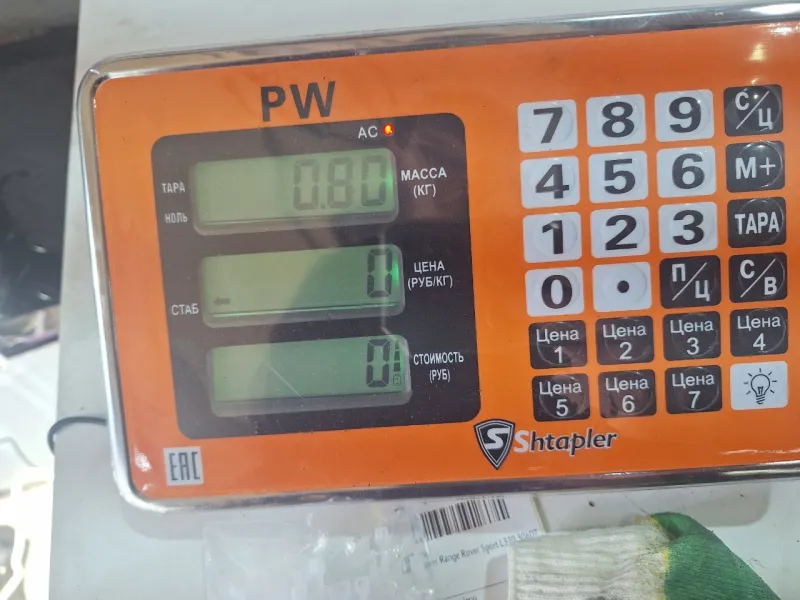 PW
AC
ТАРА
НОЛЬ
0.80
МАССА
(КГ)
СТАБ
0
ЦЕНА
(РУБ/КГ)
0
СТОИМОСТЬ
(РУБ)
7 8 9 С/Ц
4 5 6 М+
1 2 3 ТАРА
0 . П/Ц С/В
Цена 1 Цена 2 Цена 3 Цена 4
Цена 5 Цена 6 Цена 7
S Shtapler
EAC
Range Rover Sport